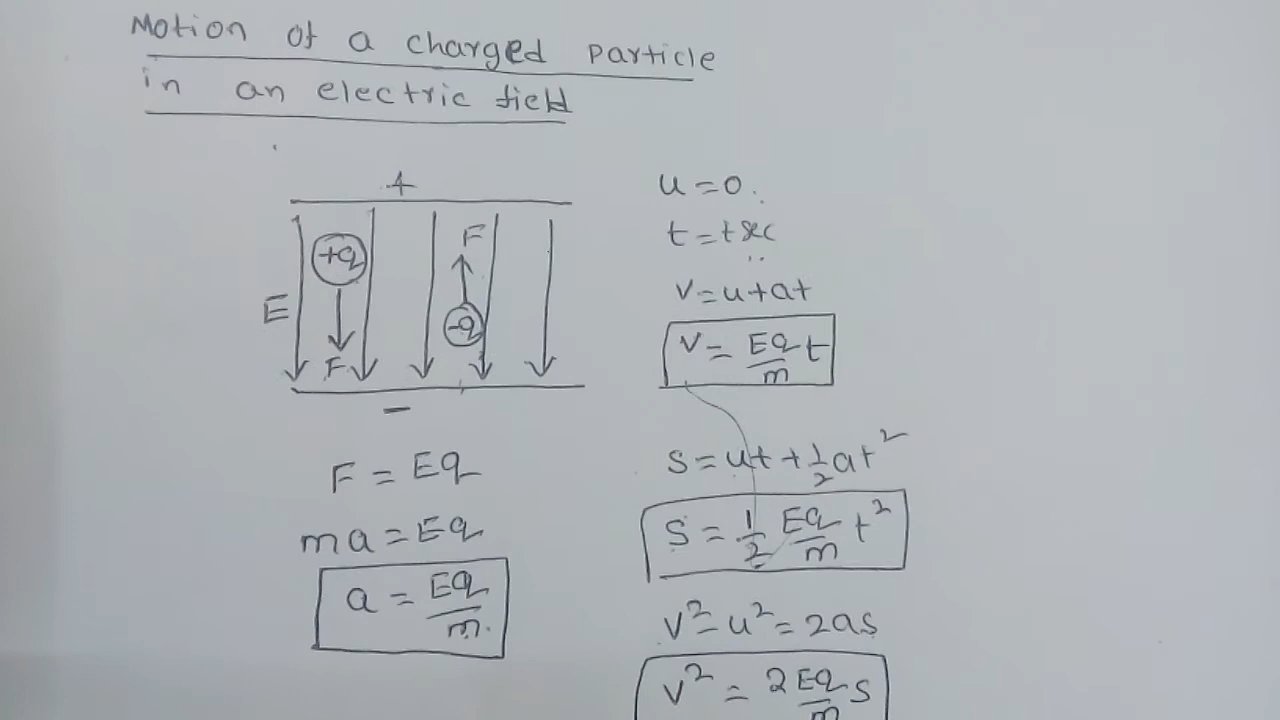 Motion of a charged particle
in an electric field
+
E
+q
F
F
-q
-
F = Eq
ma = Eq
a = Eq/m
u = 0.
t = t sec
v = u + at
v = Eq/m t
s = ut + 1/2 at²
s = 1/2 Eq/m t²
v² - u² = 2as
v² = 2Eq/m s